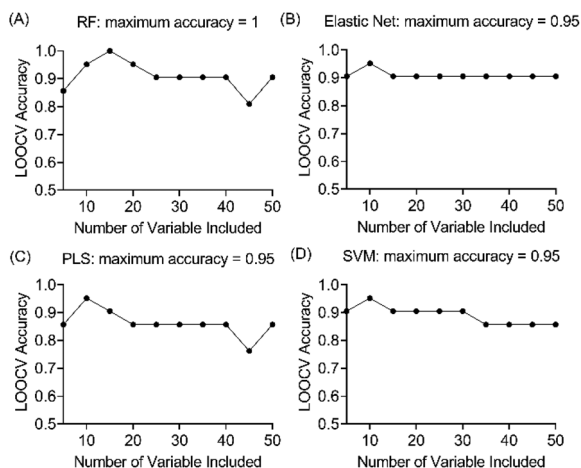 (A) RF: maximum accuracy = 1
LOOCV Accuracy
1.0
0.9
0.8
0.7
0.6
0.5
10 20 30 40 50
Number of Variable Included
(B) Elastic Net: maximum accuracy = 0.95
LOOCV Accuracy
1.0
0.9
0.8
0.7
0.6
0.5
10 20 30 40 50
Number of Variable Included
(C) PLS: maximum accuracy = 0.95
LOOCV Accuracy
1.0
0.9
0.8
0.7
0.6
0.5
10 20 30 40 50
Number of Variable Included
(D) SVM: maximum accuracy = 0.95
LOOCV Accuracy
1.0
0.9
0.8
0.7
0.6
0.5
10 20 30 40 50
Number of Variable Included